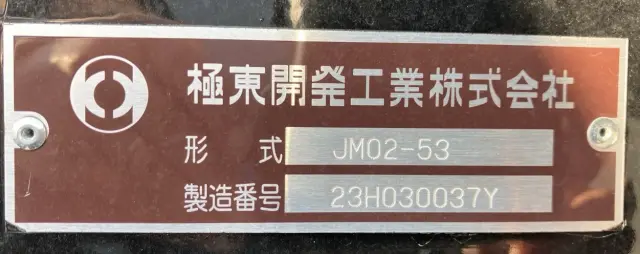 極東開発工業株式会社
形 式 JM02-53
製造番号 23H030037Y